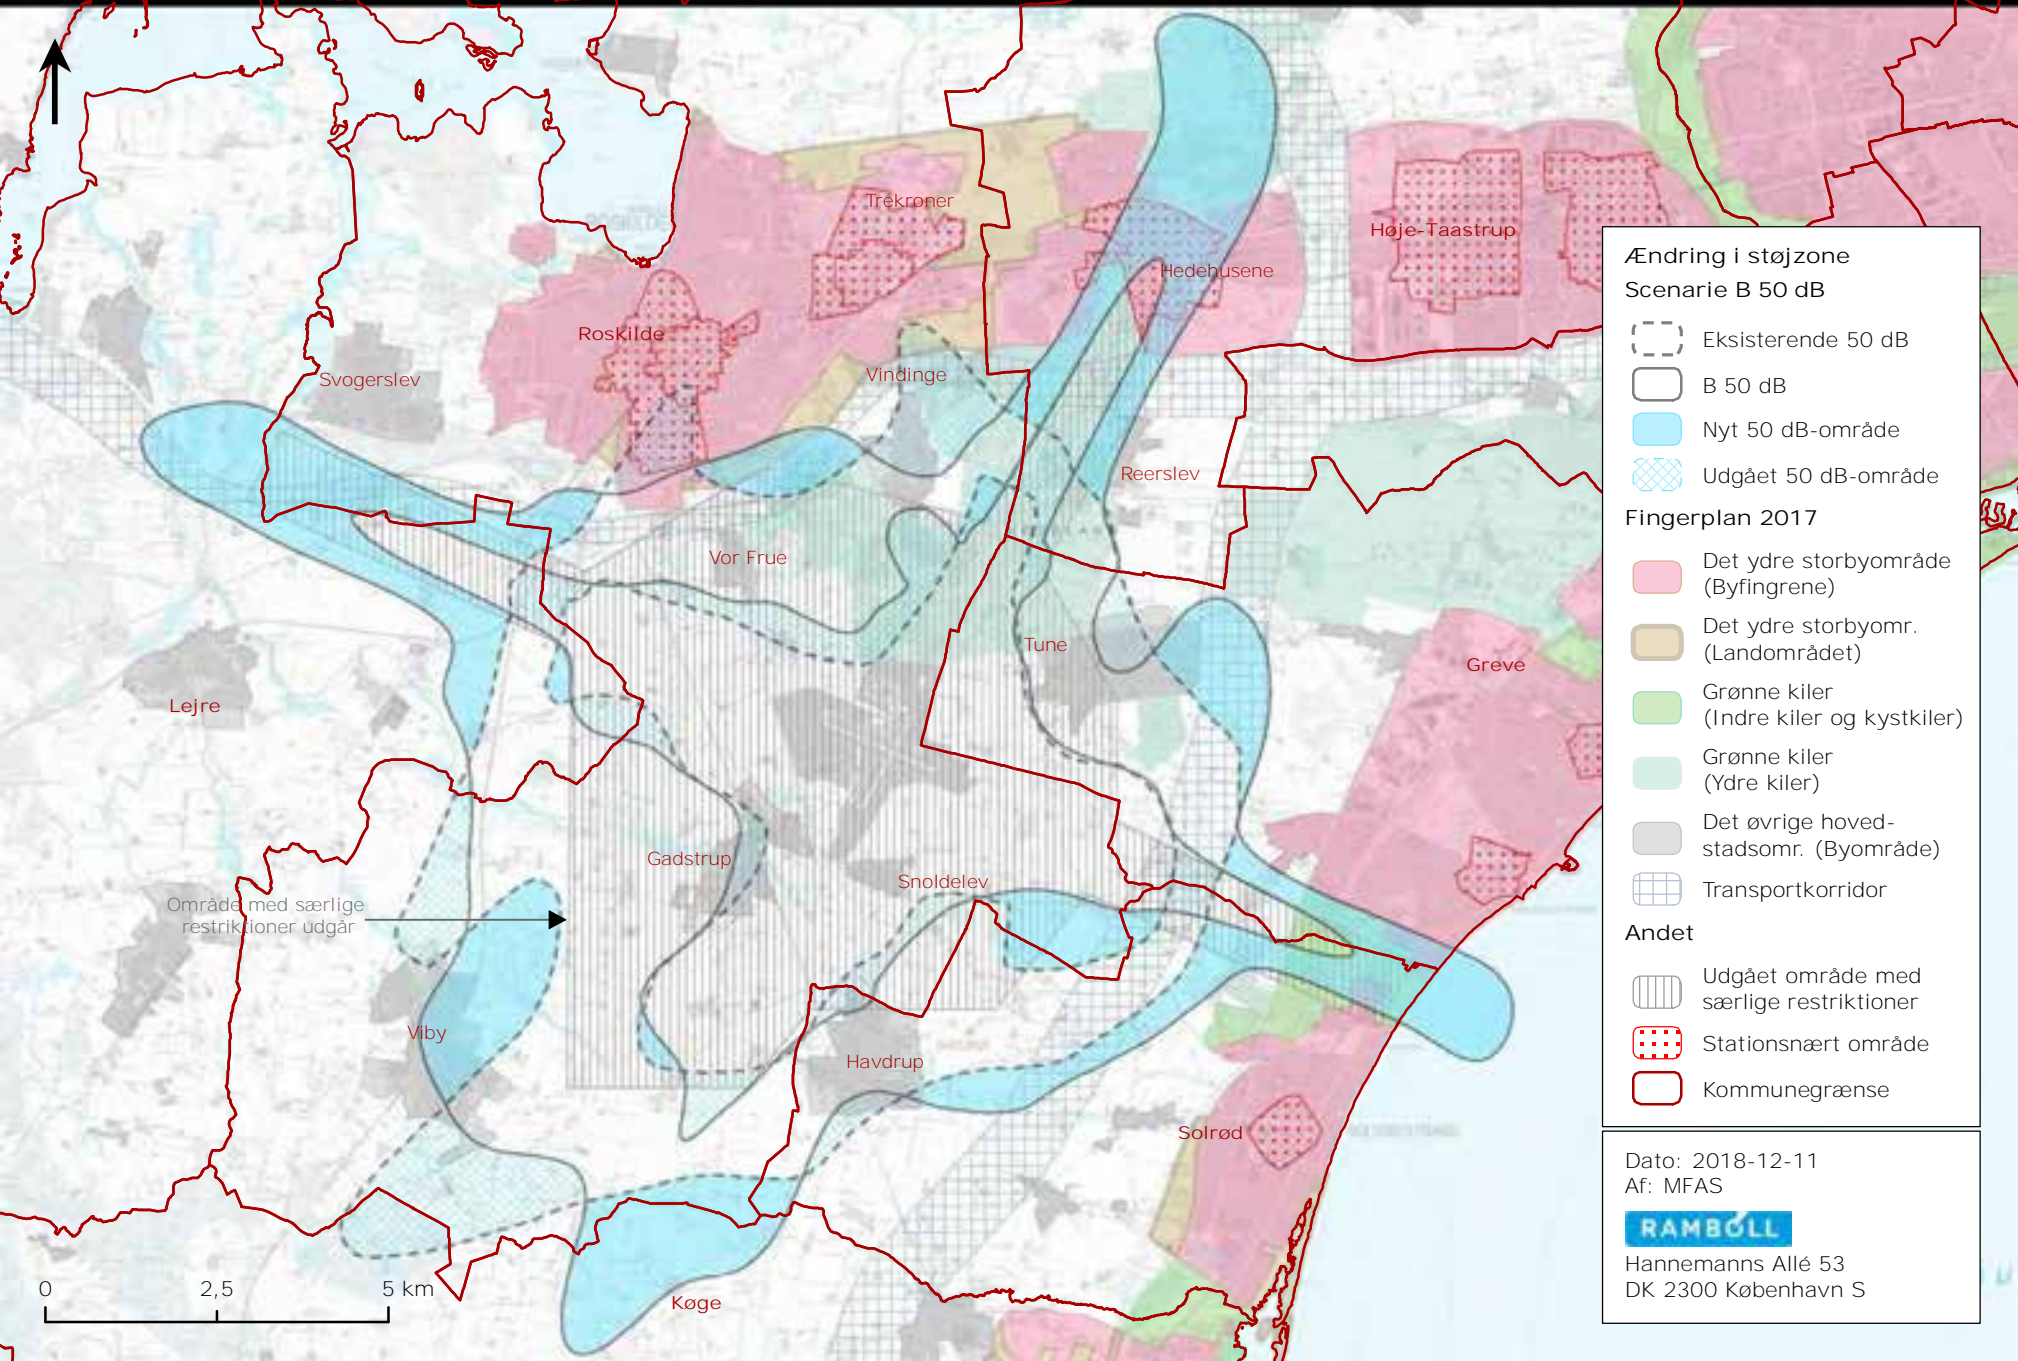 Trekroner
Høje-Taastrup
Hedehusene
Roskilde
Svogerslev
Vindinge
Reerslev
Vor Frue
Tune
Greve
Lejre
Gadstrup
Snoldelev
Område med særlige
restriktioner udgår
Viby
Havdrup
Solrød
Køge
0 2,5 5 km
Ændring i støjzone
Scenarie B 50 dB
Eksisterende 50 dB
B 50 dB
Nyt 50 dB-område
Udgået 50 dB-område
Fingerplan 2017
Det ydre storbyområde
(Byfingrene)
Det ydre storbyomr.
(Landområdet)
Grønne kiler
(Indre kiler og kystkiler)
Grønne kiler
(Ydre kiler)
Det øvrige hoved-
stadsomr. (Byområde)
Transportkorridor
Andet
Udgået område med
særlige restriktioner
Stationsnært område
Kommunegrænse
Dato: 2018-12-11
Af: MFAS
RAMBOLL
Hannemanns Allé 53
DK 2300 København S